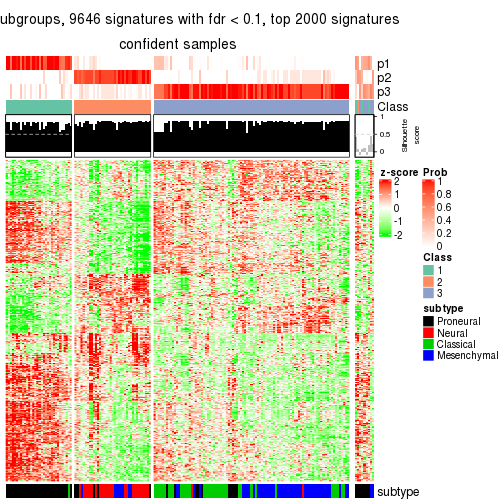 ubgroups, 9646 signatures with fdr < 0.1, top 2000 signatures
confident samples
p1
p2
p3
Class
1
0.5
0
Silhouette
score
z-score
2
1
0
-1
-2
Prob
1
0.8
0.6
0.4
0.2
0
Class
1
2
3
subtype
Proneural
Neural
Classical
Mesenchymal
subtype